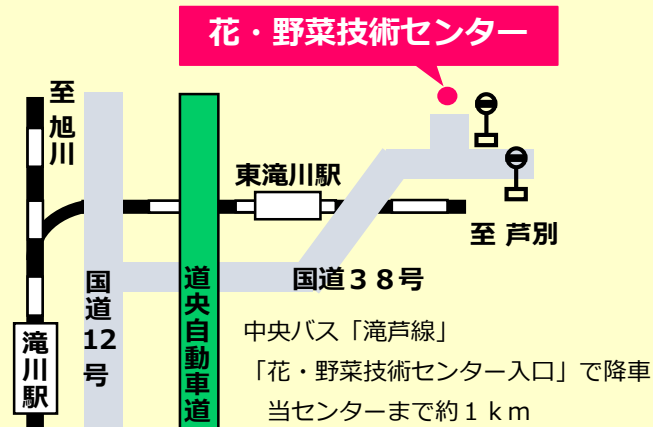 花・野菜技術センター
至 旭川
東滝川駅
至 芦別
国道12号
道央自動車道
国道３８号
滝川駅
中央バス「滝芦線」
「花・野菜技術センター入口」で降車
当センターまで約１ｋｍ